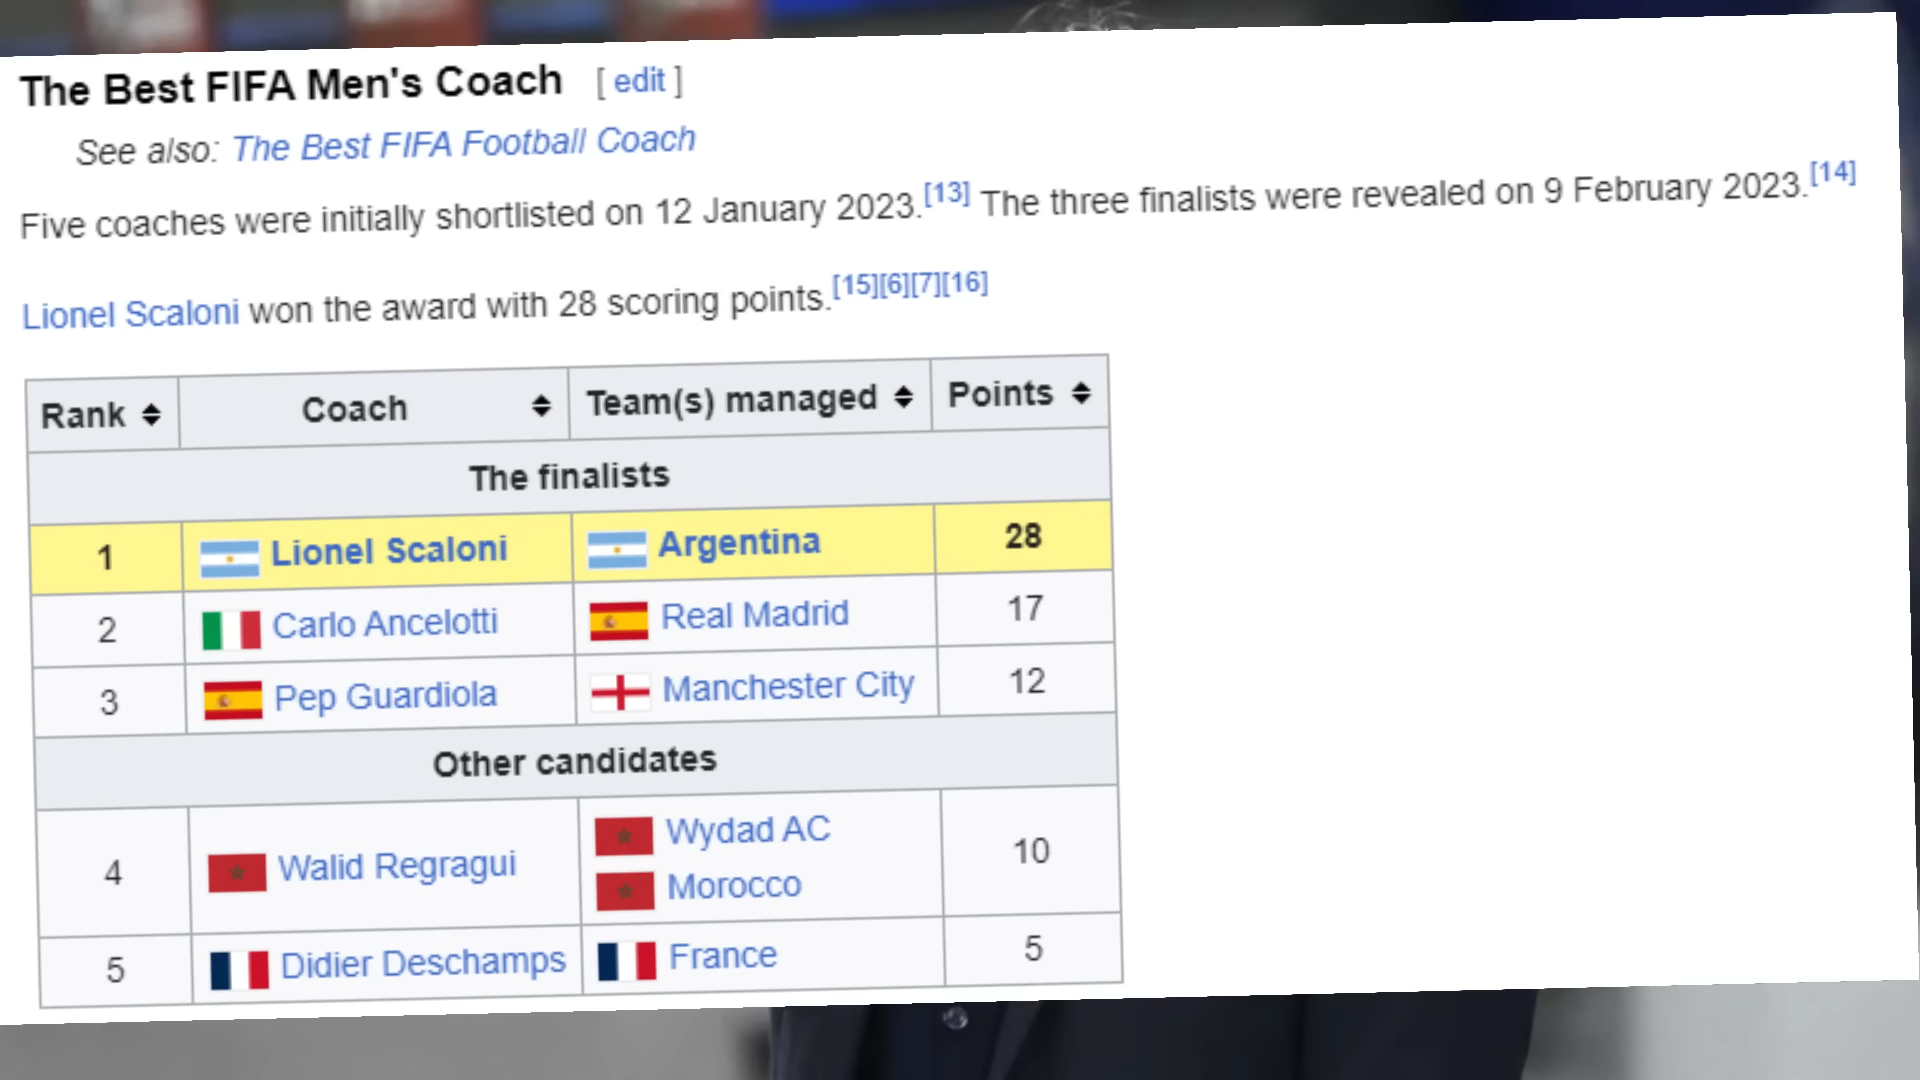 The Best FIFA Men's Coach [ edit ]
See also: The Best FIFA Football Coach
Five coaches were initially shortlisted on 12 January 2023.[13] The three finalists were revealed on 9 February 2023.[14]
Lionel Scaloni won the award with 28 scoring points.[15][6][7][16]
Rank Coach Team(s) managed Points
The finalists
1 Lionel Scaloni Argentina 28
2 Carlo Ancelotti Real Madrid 17
3 Pep Guardiola Manchester City 12
Other candidates
4 Walid Regragui Wydad AC 10
Morocco
5 Didier Deschamps France 5